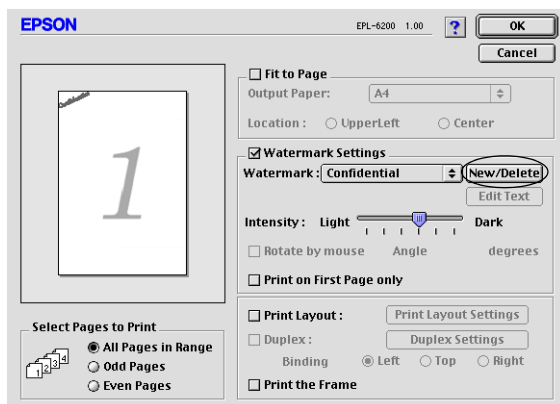 EPSON
EPL-6200 1.00 ? OK
Cancel
Confidential
1
Fit to Page
Output Paper: A4
Location : UpperLeft Center
Watermark Settings
Watermark : Confidential New/Delete
Edit Text
Intensity : Light Dark
Rotate by mouse Angle degrees
Print on First Page only
Select Pages to Print
1 2 3 4
All Pages in Range
Odd Pages
Even Pages
Print Layout : Print Layout Settings
Duplex : Duplex Settings
Binding Left Top Right
Print the Frame